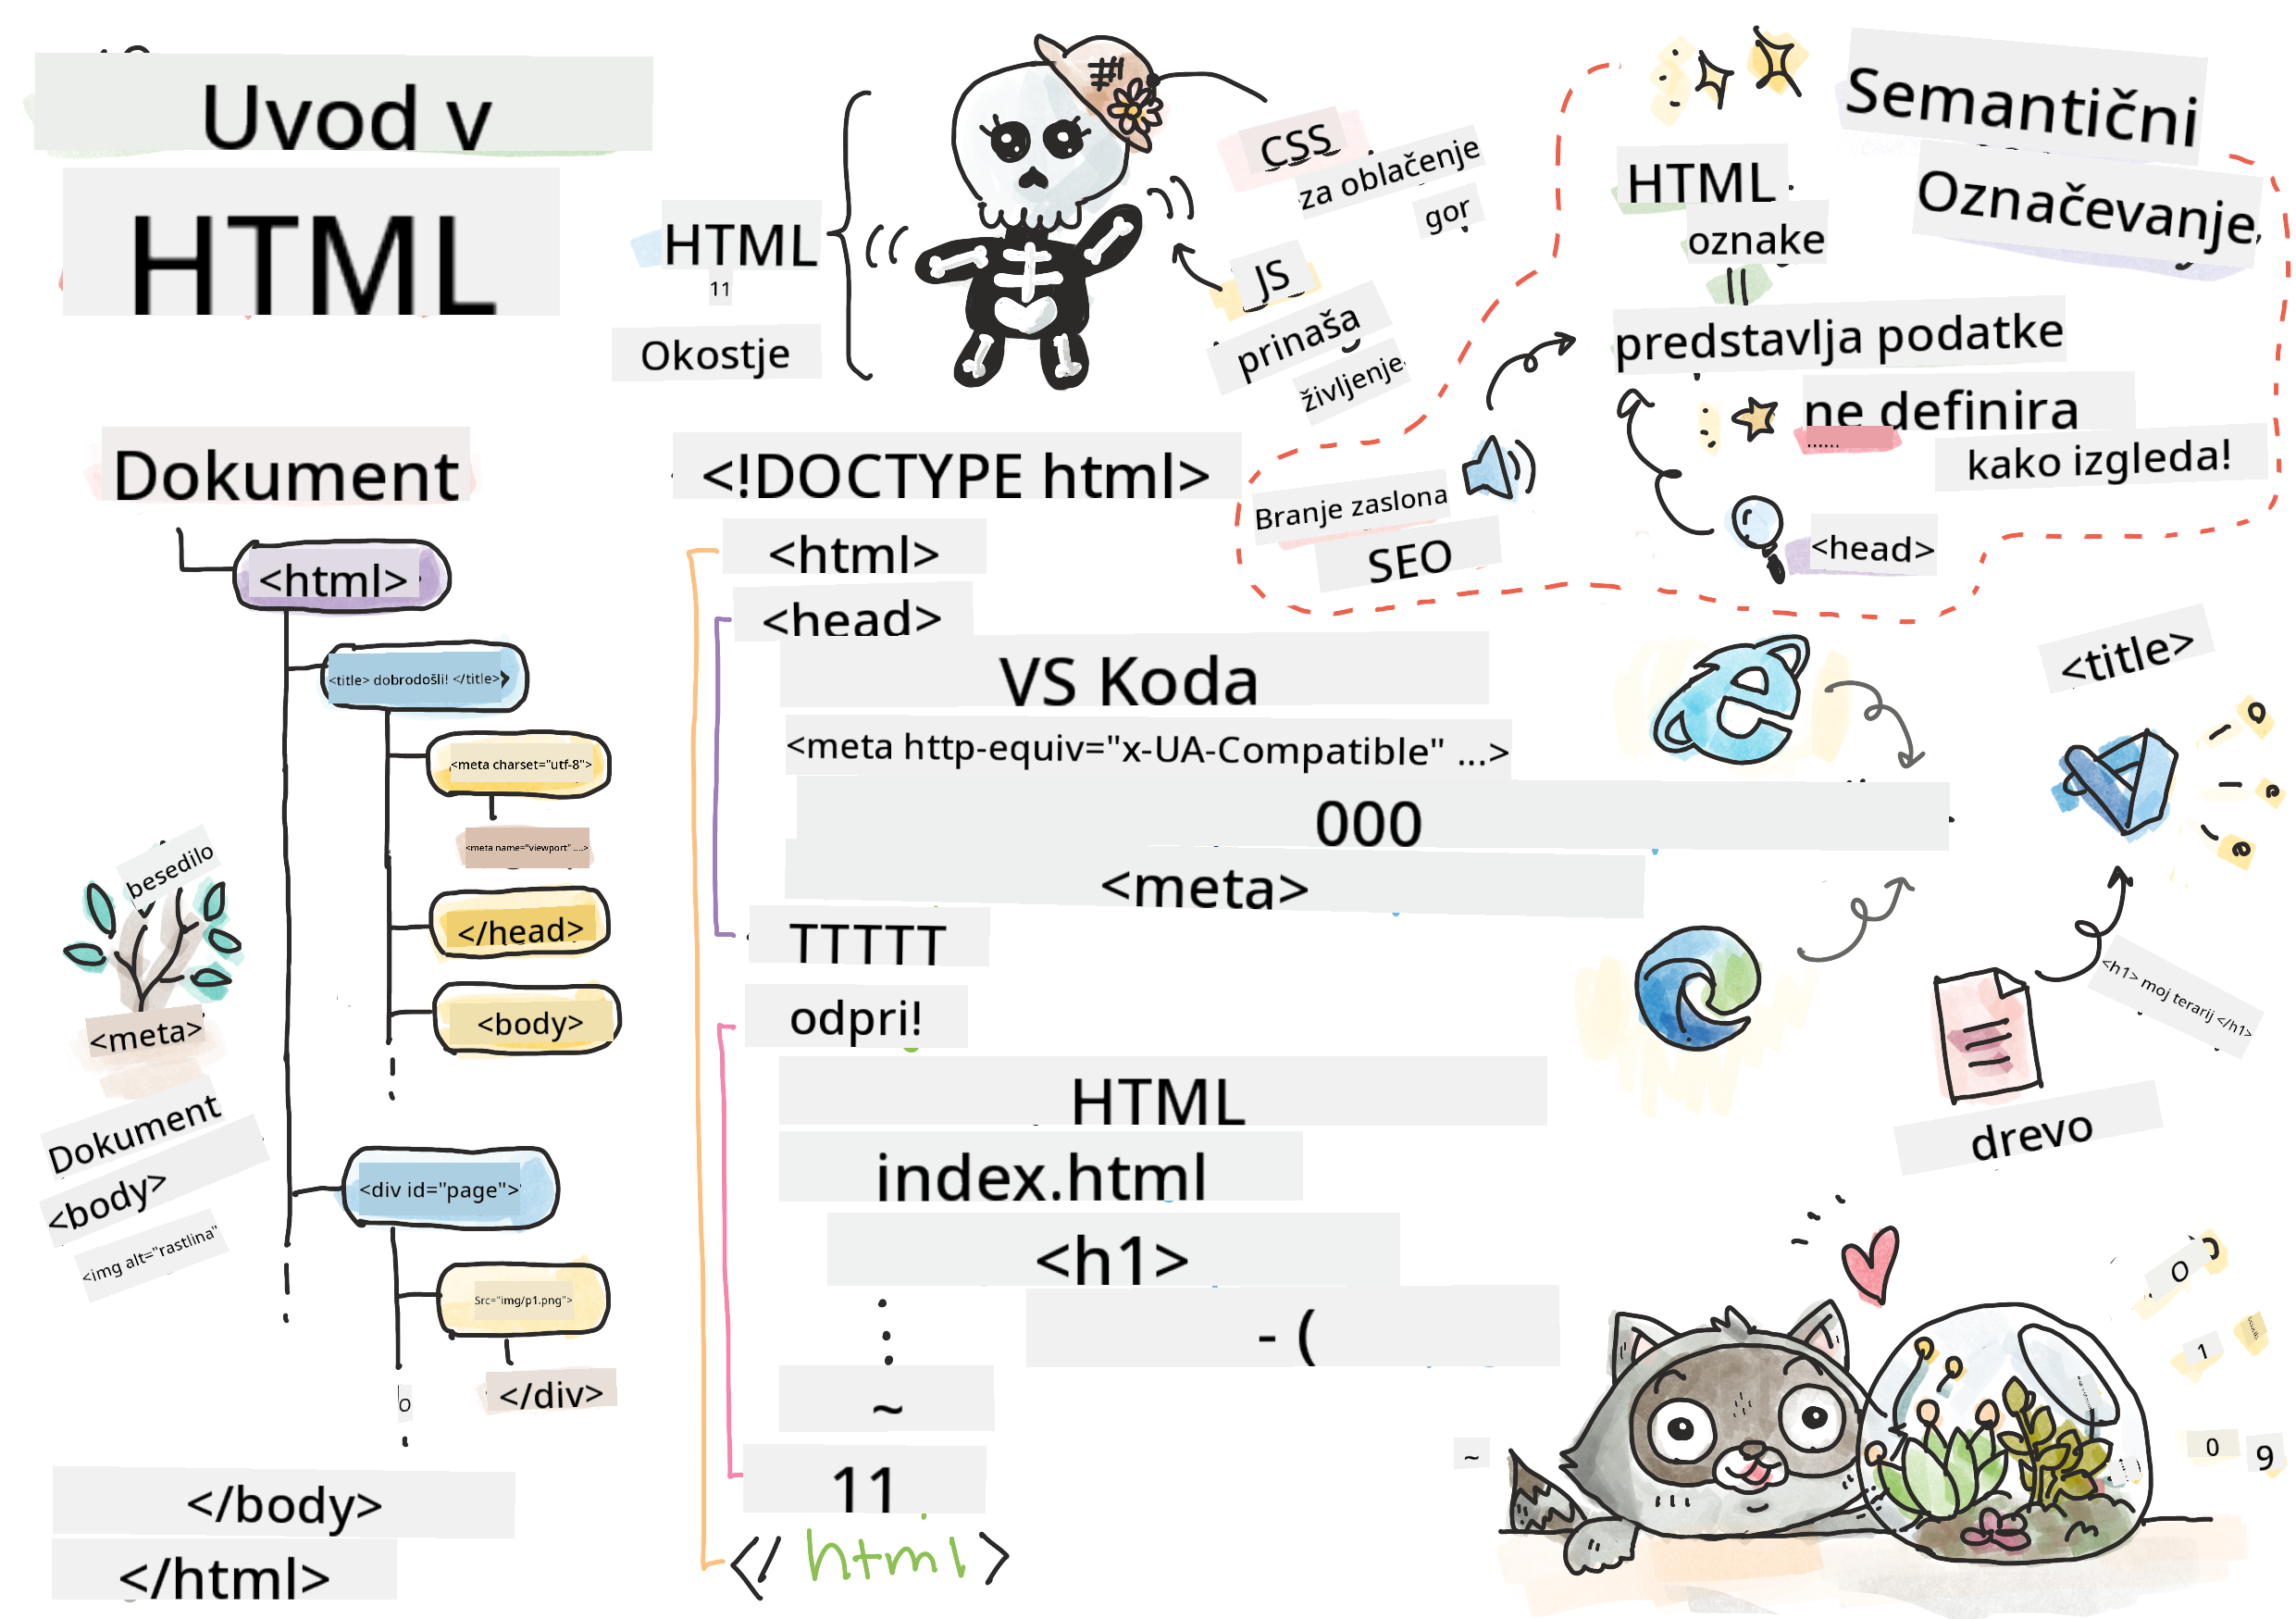 Uvod v
HTML
HTML
11
Okostje
CSS
za oblačenje
gor
JS
prinaša
življenje
Semantični
Označevanje
HTML
oznake
||
predstavlja podatke
ne definira
......
kako izgleda!
Branje zaslona
SEO
<head>
Dokument
<html>
<title> dobrodošli! </title>
<meta charset="utf-8">
<meta name="viewport" ....>
</head>
<body>
besedilo
<meta>
Dokument
<body>
<img alt="rastlina"
<div id="page">
Src="img/p1.png">
</div>
o
</body>
</html>
<!DOCTYPE html>
<html>
<head>
VS Koda
<meta http-equiv="x-UA-Compatible" ...>
000
<meta>
TTTTT
odpri!
HTML
index.html
<h1>
- (
~
11
</html>
<title>
<h1> moj terarij </h1>
drevo
O
1
0
9
~